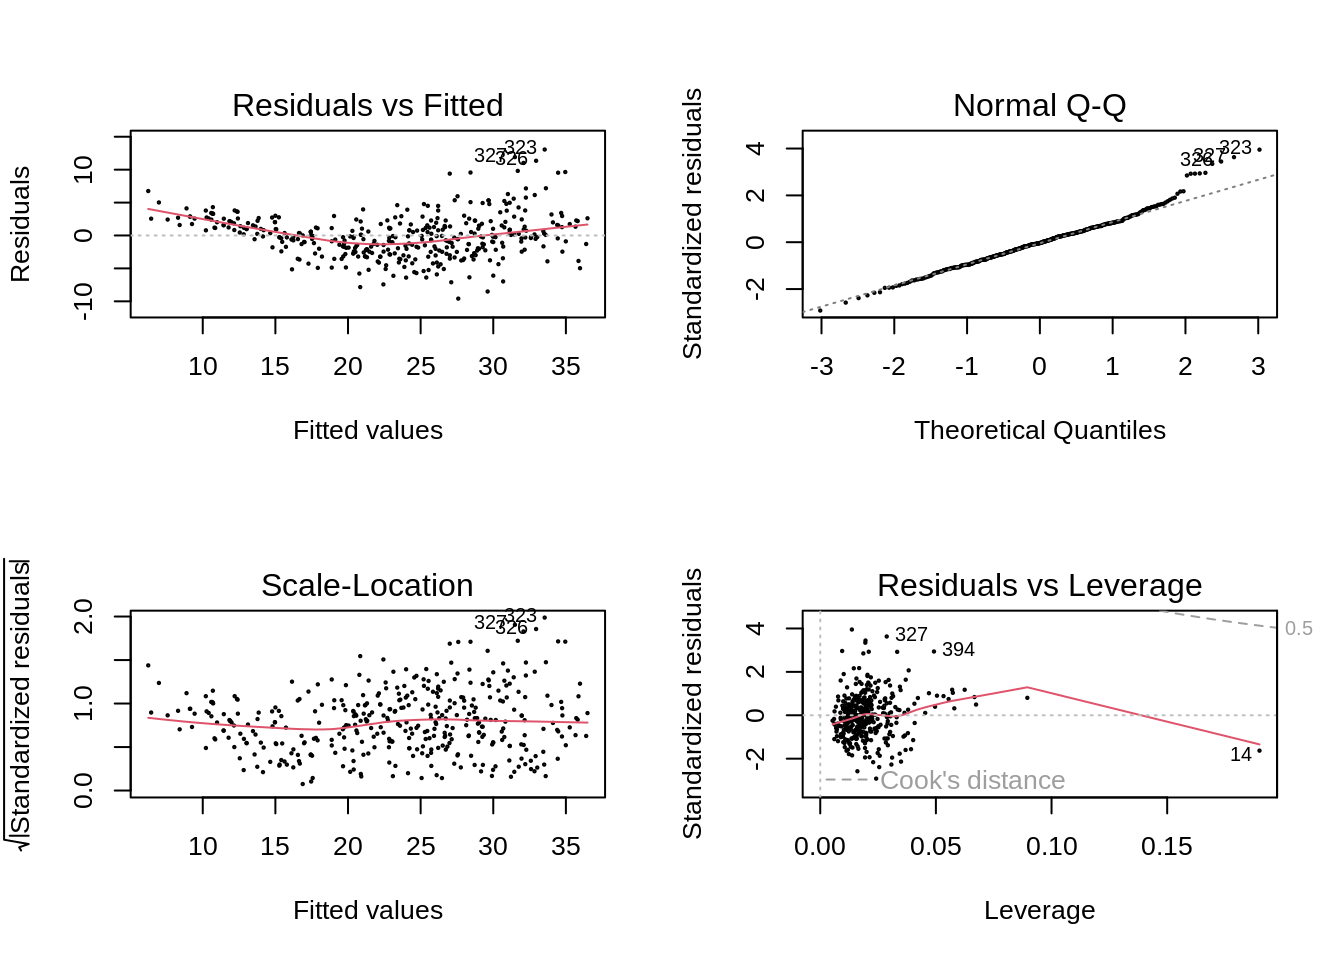 Residuals vs Fitted
Residuals
-10 0 10
327 323
326
10 15 20 25 30 35
Fitted values
Normal Q-Q
Standardized residuals
-2 0 2 4
326 327 323
-3 -2 -1 0 1 2 3
Theoretical Quantiles
Scale-Location
√|Standardized residuals|
0.0 1.0 2.0
327 323
326
10 15 20 25 30 35
Fitted values
Residuals vs Leverage
Standardized residuals
-2 0 2 4
0.5
327
394
14
Cook's distance
0.00 0.05 0.10 0.15
Leverage